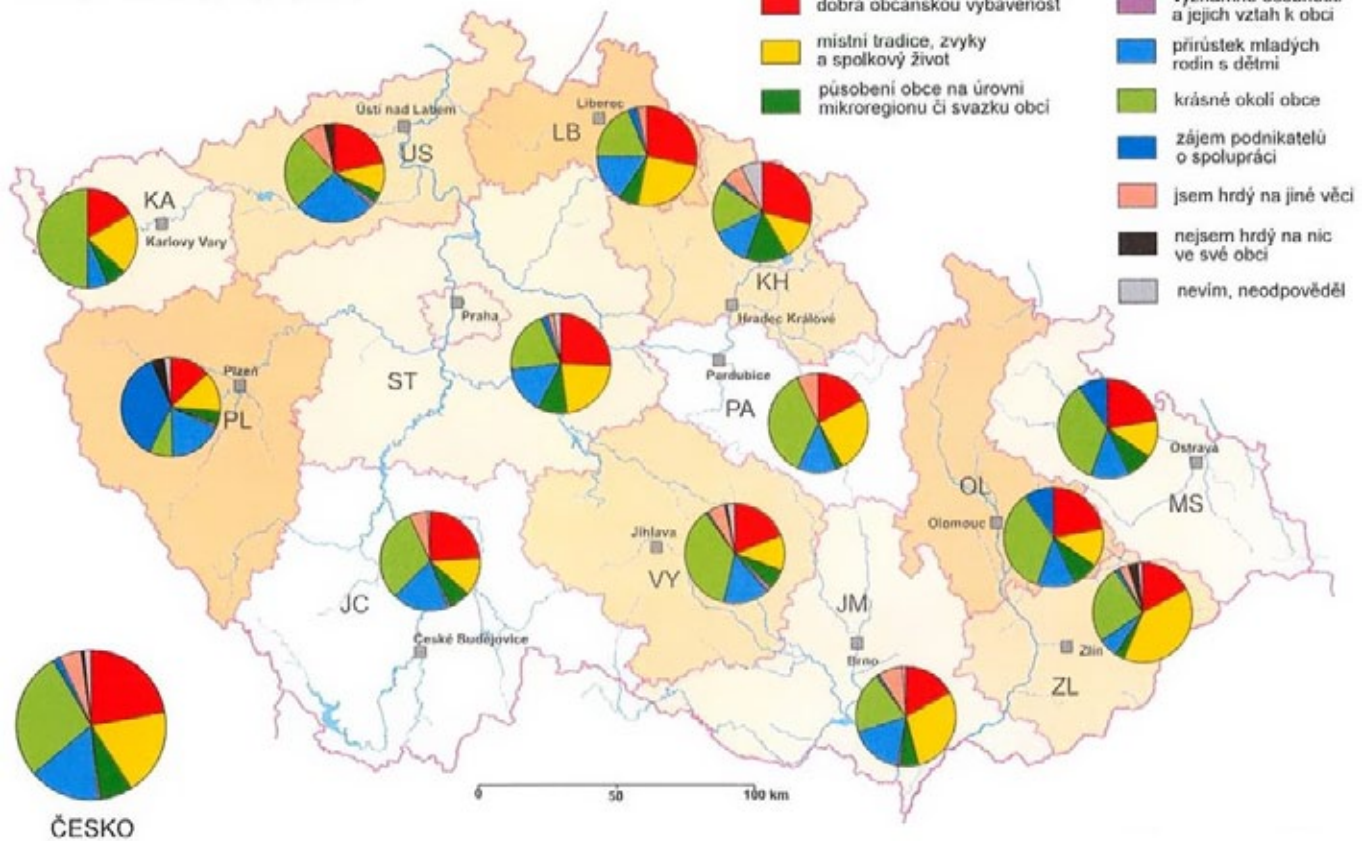 dobrá občanskou vybavenost
místní tradice, zvyky
a spolkový život
působení obce na úrovni
mikroregionu či svazku obcí
a jejich vztah k obci
přírůstek mladých
rodin s dětmi
krásné okolí obce
zájem podnikatelů
o spolupráci
jsem hrdý na jiné věci
nejsem hrdý na nic
ve své obci
nevím, neodpověděl
Ústí nad Labem
ÚS
Liberec
LB
KA
Karlovy Vary
KH
Hradec Králové
Praha
Plzeň
PL
ST
Pardubice
PA
Ostrava
MS
OL
Olomouc
Jihlava
VY
JC
České Budějovice
JM
Brno
Zlín
ZL
0 50 100 km
ČESKO